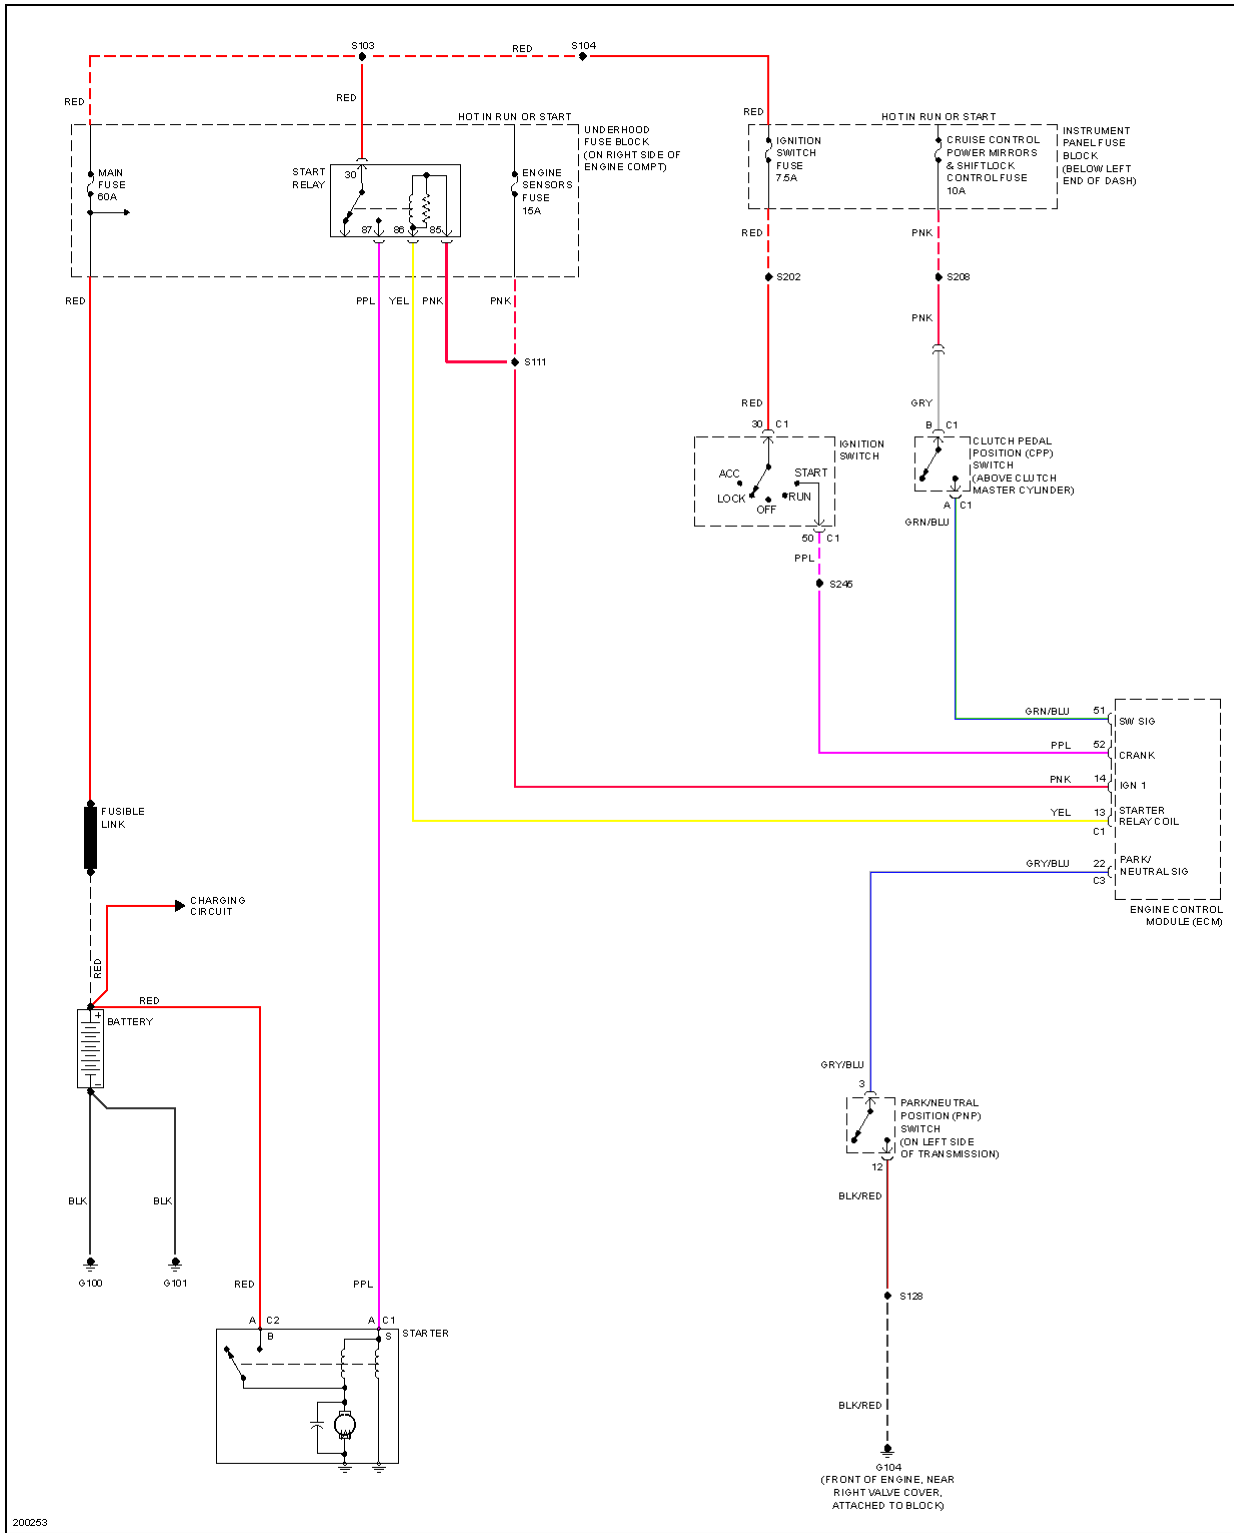 S103
RED
S104
RED
RED
RED
HOT IN RUN OR START
UNDERHOOD
FUSE BLOCK
(ON RIGHT SIDE OF
ENGINE COMPT)
MAIN
FUSE
60A
START
RELAY
30
87
86
85
ENGINE
SENSORS
FUSE
15A
HOT IN RUN OR START
IGNITION
SWITCH
FUSE
7.5A
CRUISE CONTROL
POWER MIRRORS
& SHIFTLOCK
CONTROL FUSE
10A
INSTRUMENT
PANEL FUSE
BLOCK
(BELOW LEFT
END OF DASH)
RED
PNK
S202
S208
RED
PPL
YEL
PNK
PNK
PNK
S111
RED
GRY
30
C1
B
C1
IGNITION
SWITCH
ACC
START
LOCK
RUN
OFF
CLUTCH PEDAL
POSITION (CPP)
SWITCH
(ABOVE CLUTCH
MASTER CYLINDER)
A
C1
GRN/BLU
50
C1
PPL
S245
GRN/BLU
51
SW SIG
PPL
52
CRANK
PNK
14
IGN 1
YEL
13
C1
STARTER
RELAY COIL
GRY/BLU
22
C3
PARK/
NEUTRAL SIG
ENGINE CONTROL
MODULE (ECM)
FUSIBLE
LINK
CHARGING
CIRCUIT
RED
RED
+
BATTERY
-
GRY/BLU
3
PARK/NEUTRAL
POSITION (PNP)
SWITCH
(ON LEFT SIDE
OF TRANSMISSION)
12
BLK
BLK
BLK/RED
G100
G101
RED
PPL
S128
A
C2
A
C1
B
S
STARTER
M
BLK/RED
G104
(FRONT OF ENGINE, NEAR
RIGHT VALVE COVER,
ATTACHED TO BLOCK)
200253